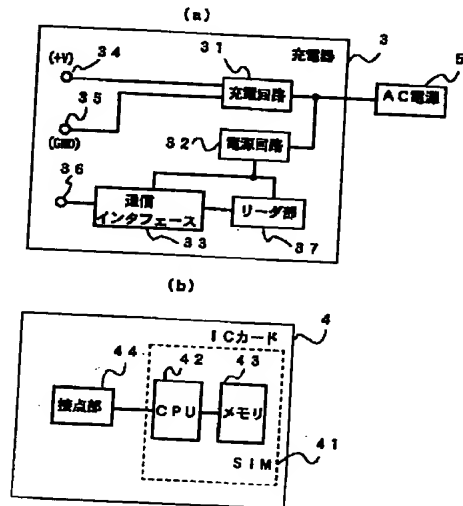 (a)
充電器
3
34
(+V)
31
充電回路
5
AC電源
35
(GND)
32
電源回路
36
通信
インタフェース
リーダ部
33
37
(b)
ICカード
4
44
42
43
接点部
CPU
メモリ
SIM
41